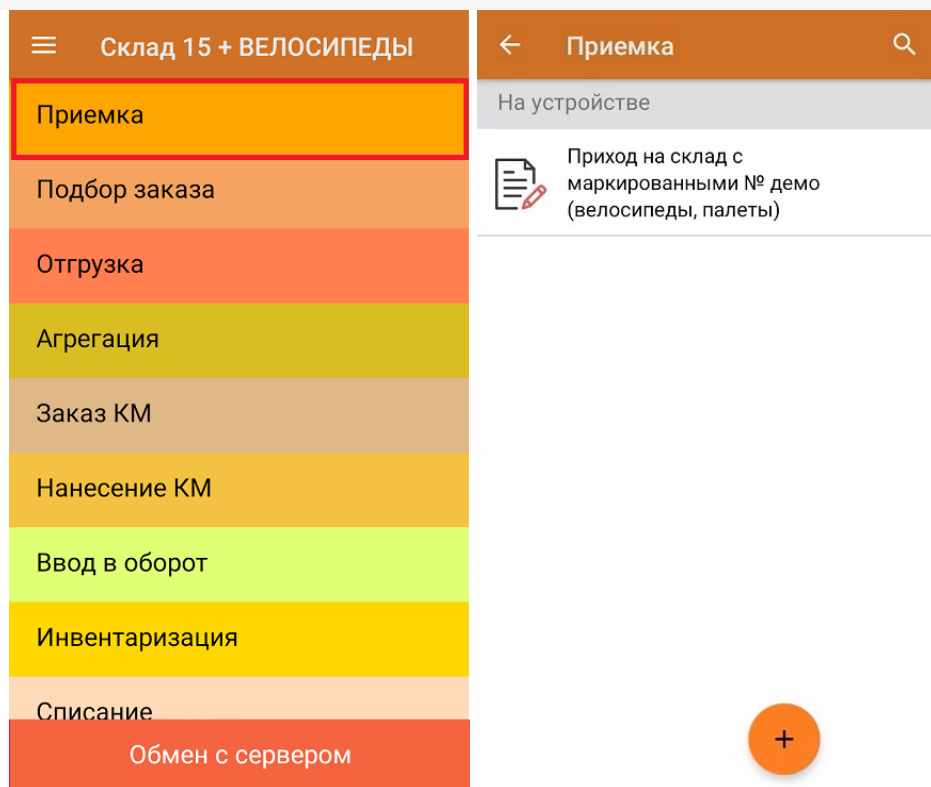 Склад 15 + ВЕЛОСИПЕДЫ
Приемка
Подбор заказа
Отгрузка
Агрегация
Заказ КМ
Нанесение КМ
Ввод в оборот
Инвентаризация
Списание
Обмен с сервером
Приемка
На устройстве
Приход на склад с
маркированными № демо
(велосипеды, палеты)
+